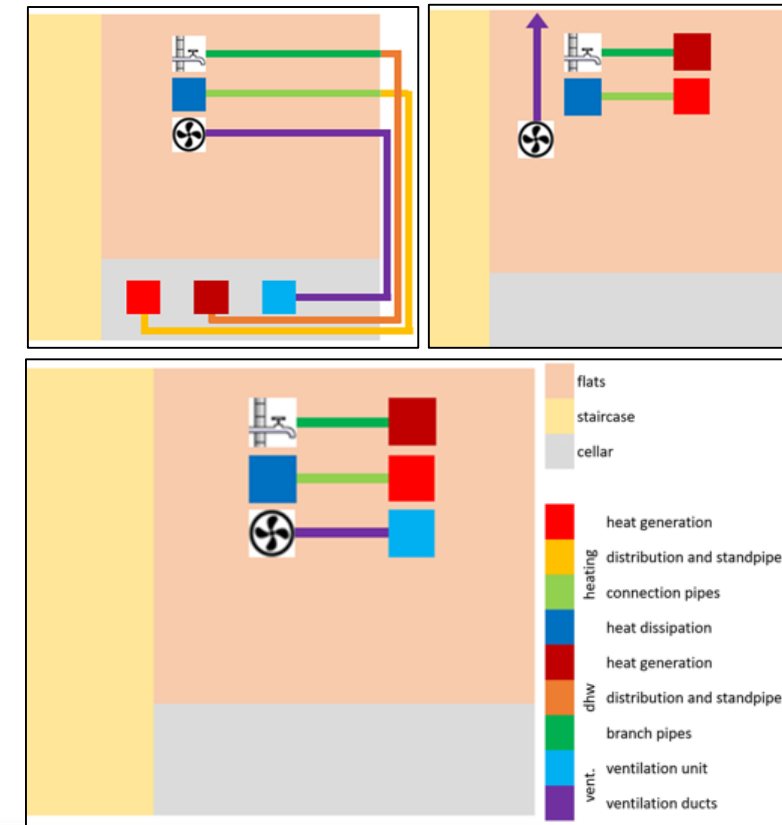 flats
staircase
cellar
heating
heat generation
distribution and standpipe
connection pipes
heat dissipation
dhw
heat generation
distribution and standpipe
branch pipes
vent.
ventilation unit
ventilation ducts